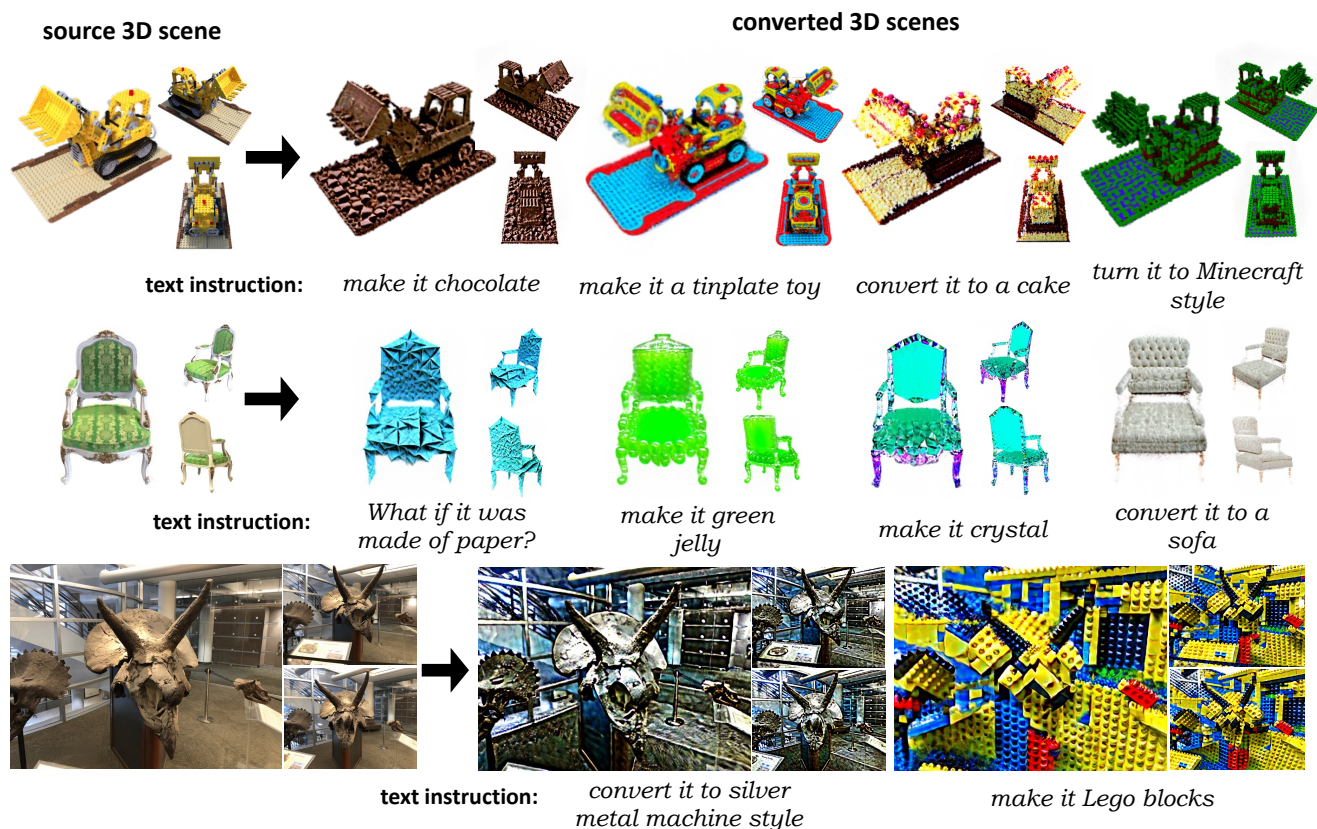 source 3D scene
converted 3D scenes
text instruction:
make it chocolate
make it a tinplate toy
convert it to a cake
turn it to Minecraft
style
text instruction:
What if it was
made of paper?
make it green
jelly
make it crystal
convert it to a
sofa
text instruction:
convert it to silver
metal machine style
make it Lego blocks